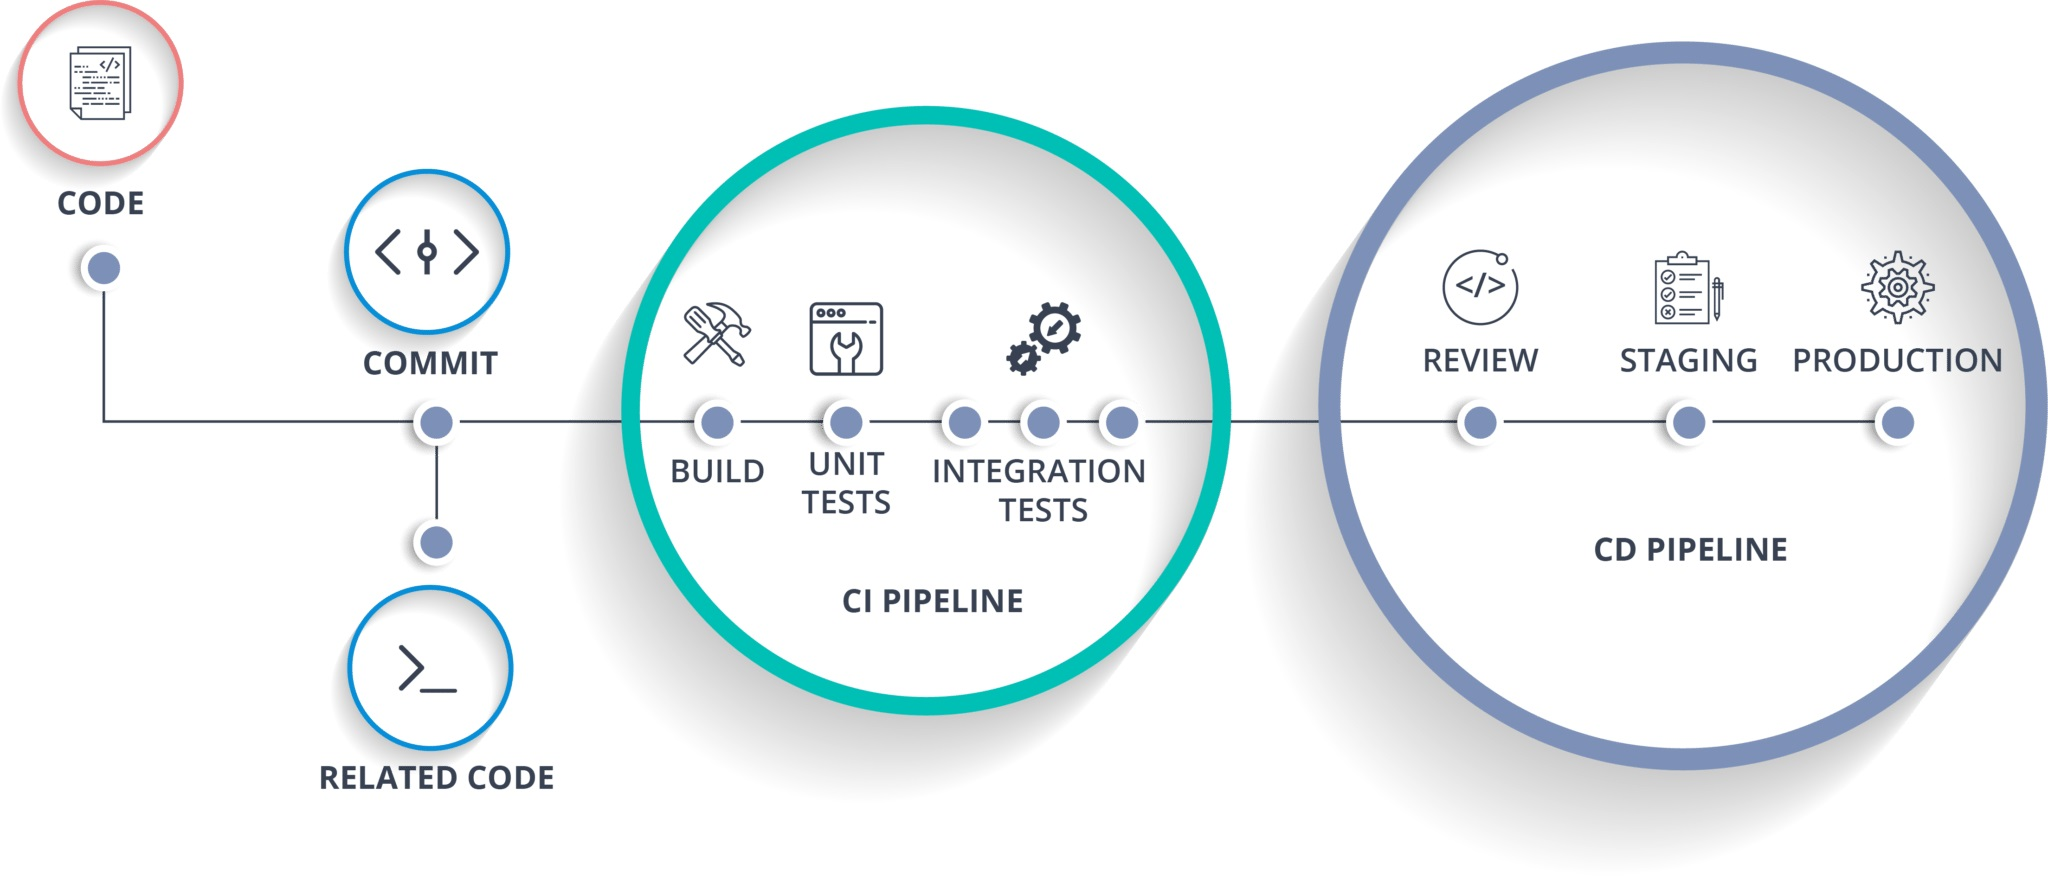 CODE
COMMIT
RELATED CODE
BUILD
UNIT
TESTS
INTEGRATION
TESTS
CI PIPELINE
</>
REVIEW
STAGING
PRODUCTION
CD PIPELINE